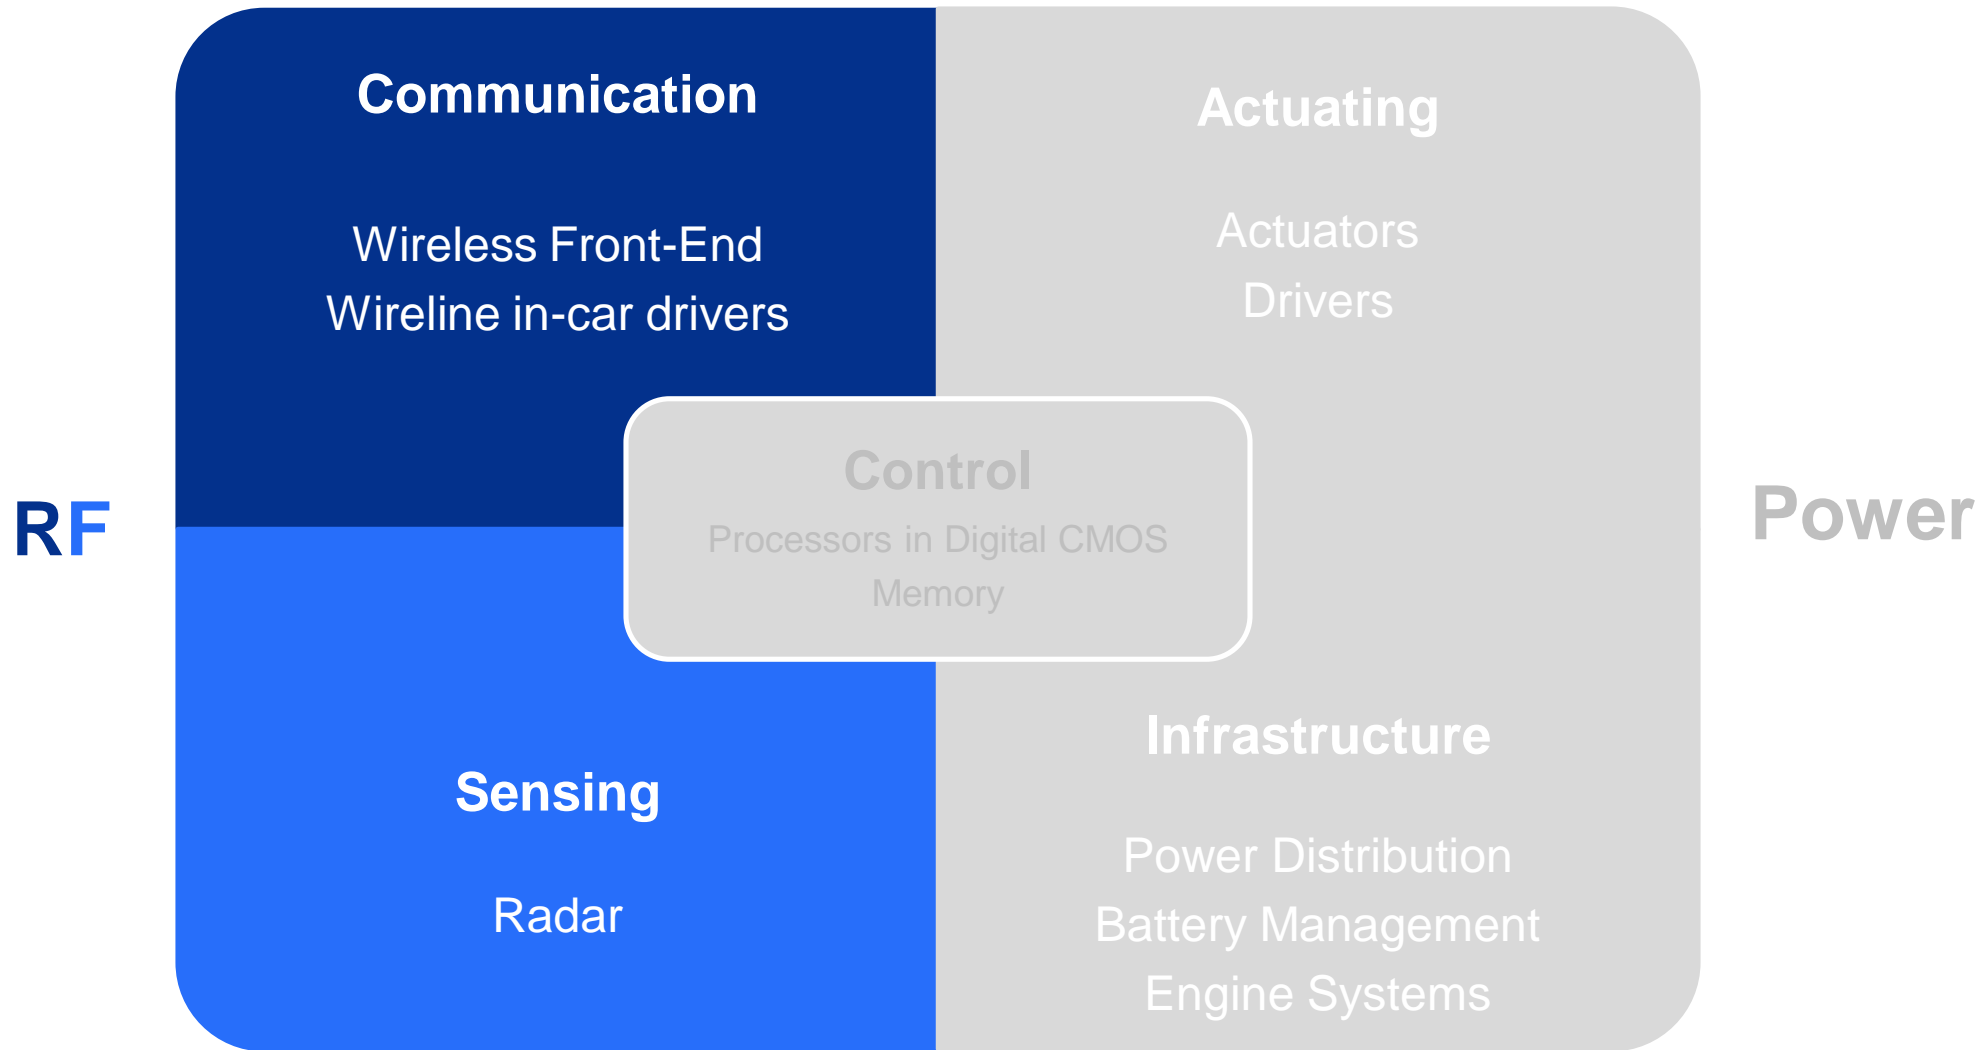 RF
Communication
Wireless Front-End
Wireline in-car drivers
Actuating
Actuators
Drivers
Control
Processors in Digital CMOS
Memory
Sensing
Radar
Infrastructure
Power Distribution
Battery Management
Engine Systems
Power